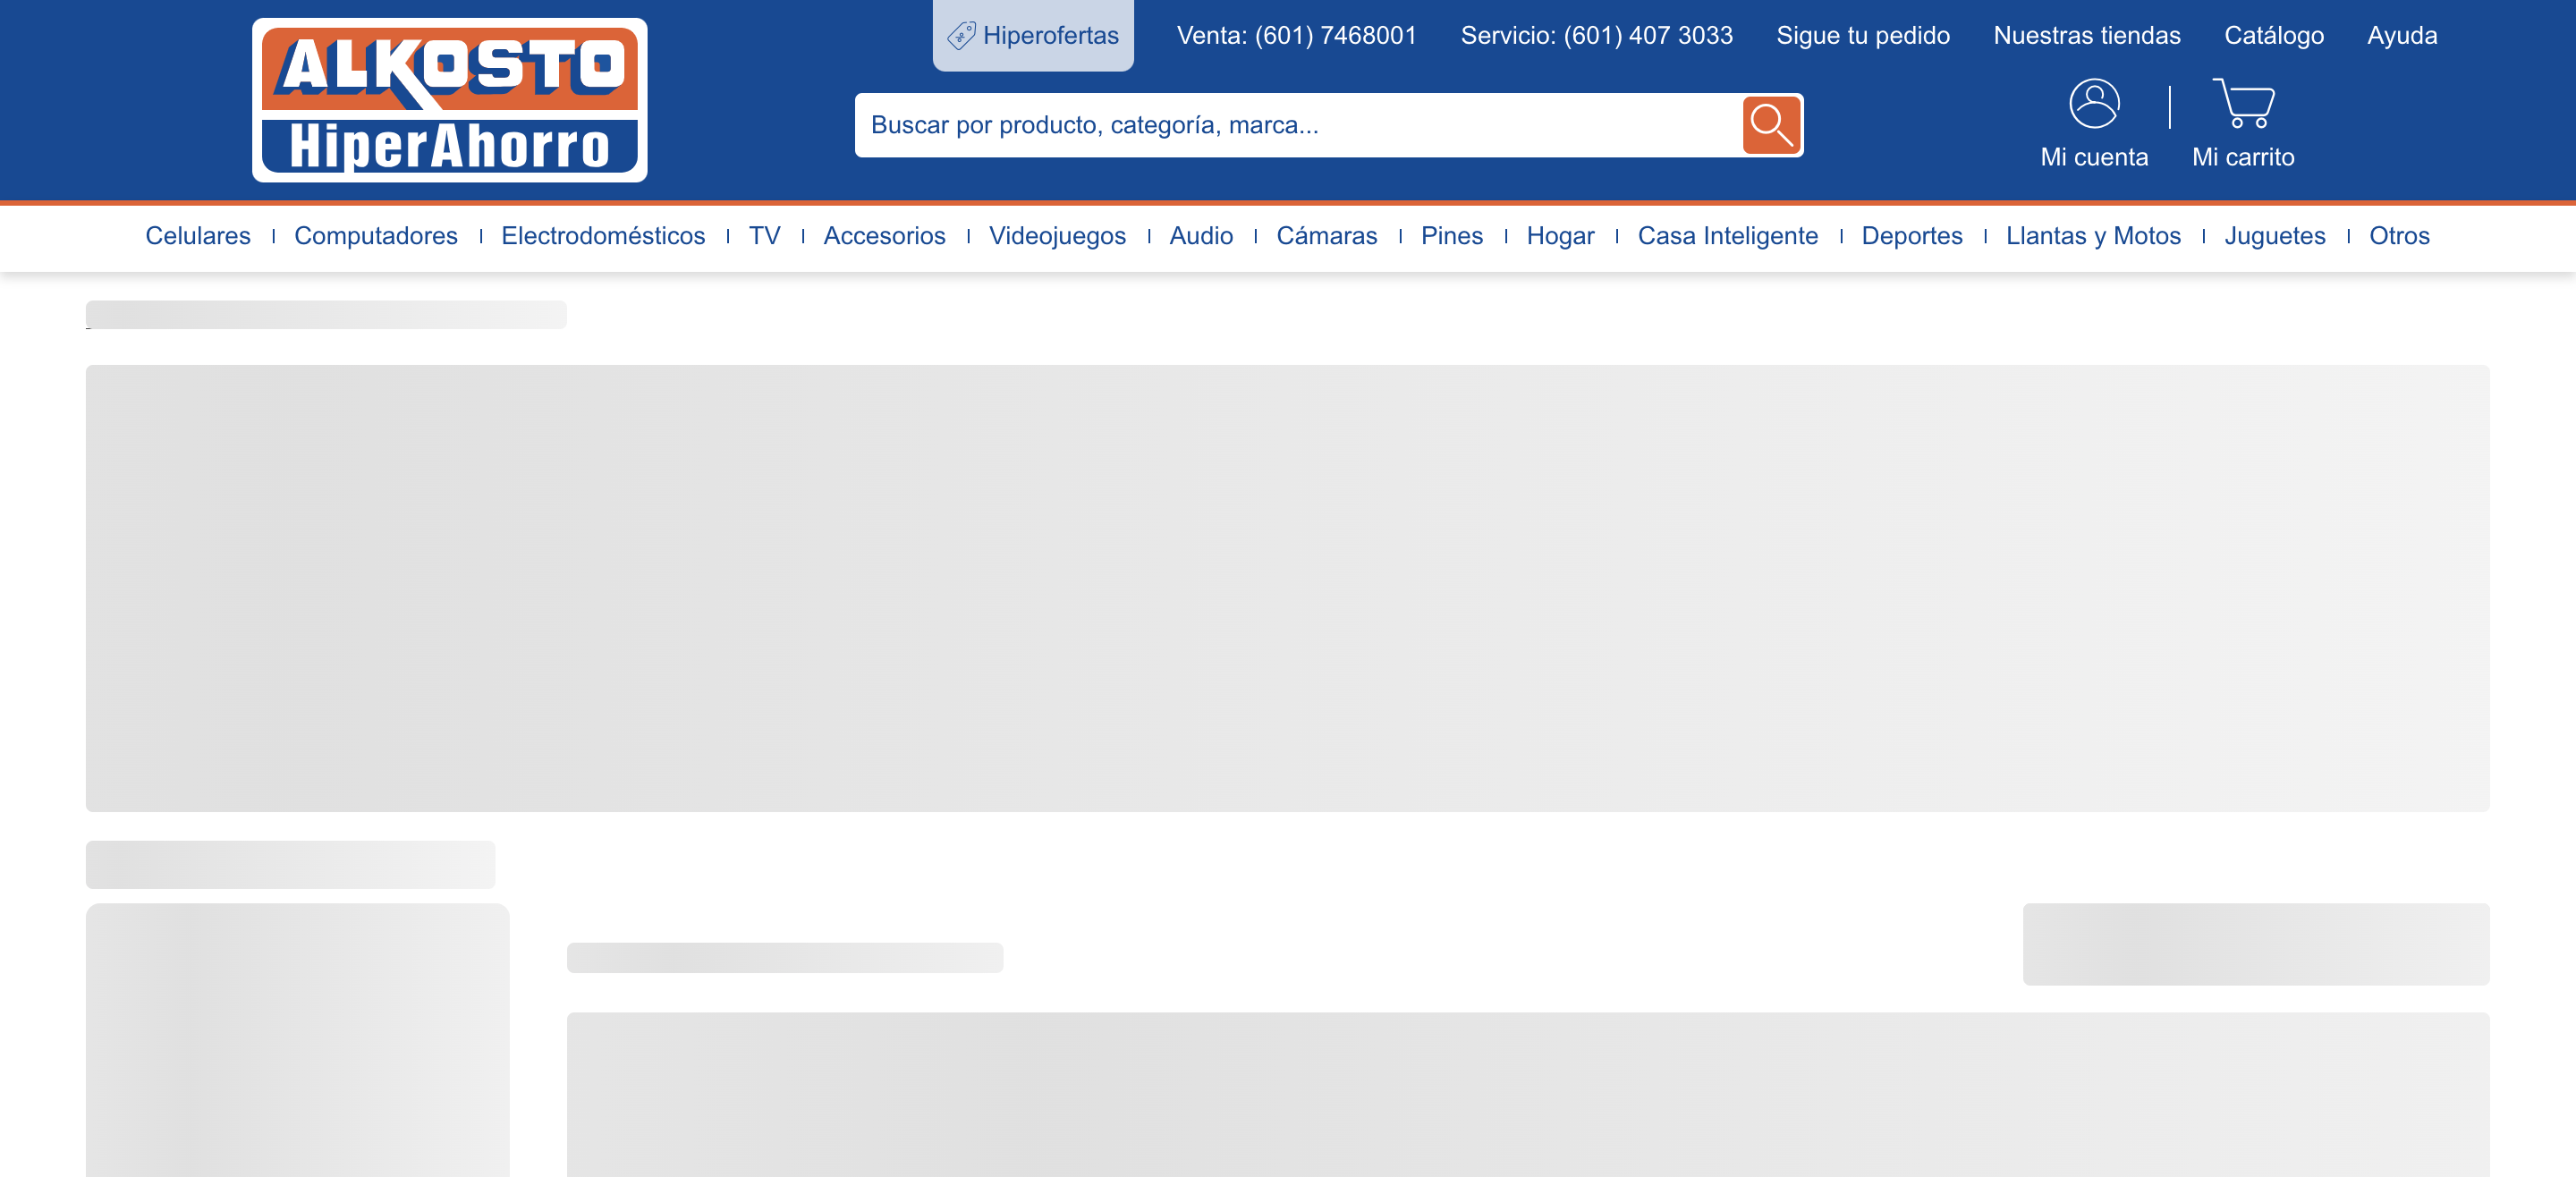 ALKOSTO
HiperAhorro
Hiperofertas
Venta: (601) 7468001
Servicio: (601) 407 3033
Sigue tu pedido
Nuestras tiendas
Catálogo
Ayuda
Buscar por producto, categoría, marca...
Mi cuenta
Mi carrito
Celulares
Computadores
Electrodomésticos
TV
Accesorios
Videojuegos
Audio
Cámaras
Pines
Hogar
Casa Inteligente
Deportes
Llantas y Motos
Juguetes
Otros